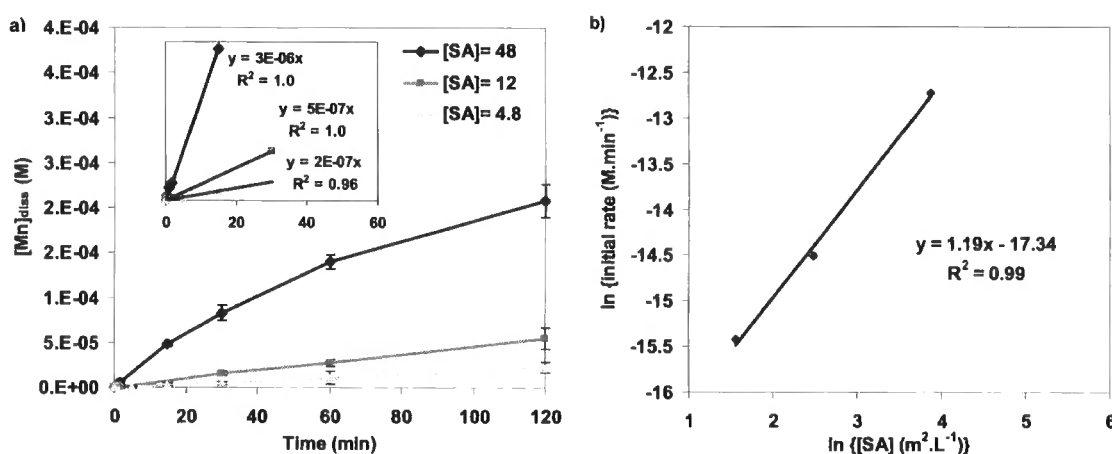 a)
4.E-04
4.E-04
3.E-04
3.E-04
2.E-04
2.E-04
1.E-04
5.E-05
0.E+00
[Mn]diss (M)
y = 3E-06x
R² = 1.0
y = 5E-07x
R² = 1.0
y = 2E-07x
R² = 0.96
0 20 40 60
[SA]= 48
[SA]= 12
[SA]= 4.8
0 20 40 60 80 100 120
Time (min)
b)
-12
-12.5
-13
-13.5
-14
-14.5
-15
-15.5
-16
ln {initial rate (M.min⁻¹)}
y = 1.19x - 17.34
R² = 0.99
1 2 3 4 5 6
ln {[SA] (m².L⁻¹)}